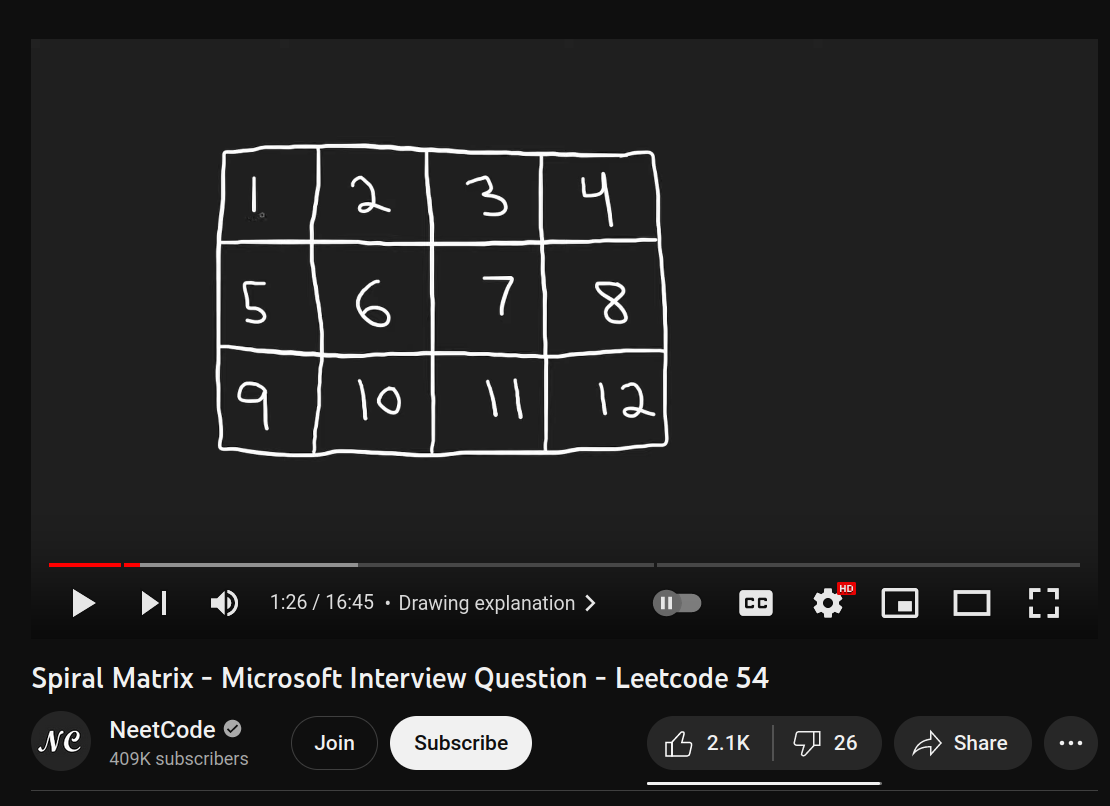 1 2 3 4
5 6 7 8
9 10 11 12
1:26 / 16:45 • Drawing explanation
CC
HD
Spiral Matrix - Microsoft Interview Question - Leetcode 54
NC
NeetCode
409K subscribers
Join
Subscribe
2.1K
26
Share